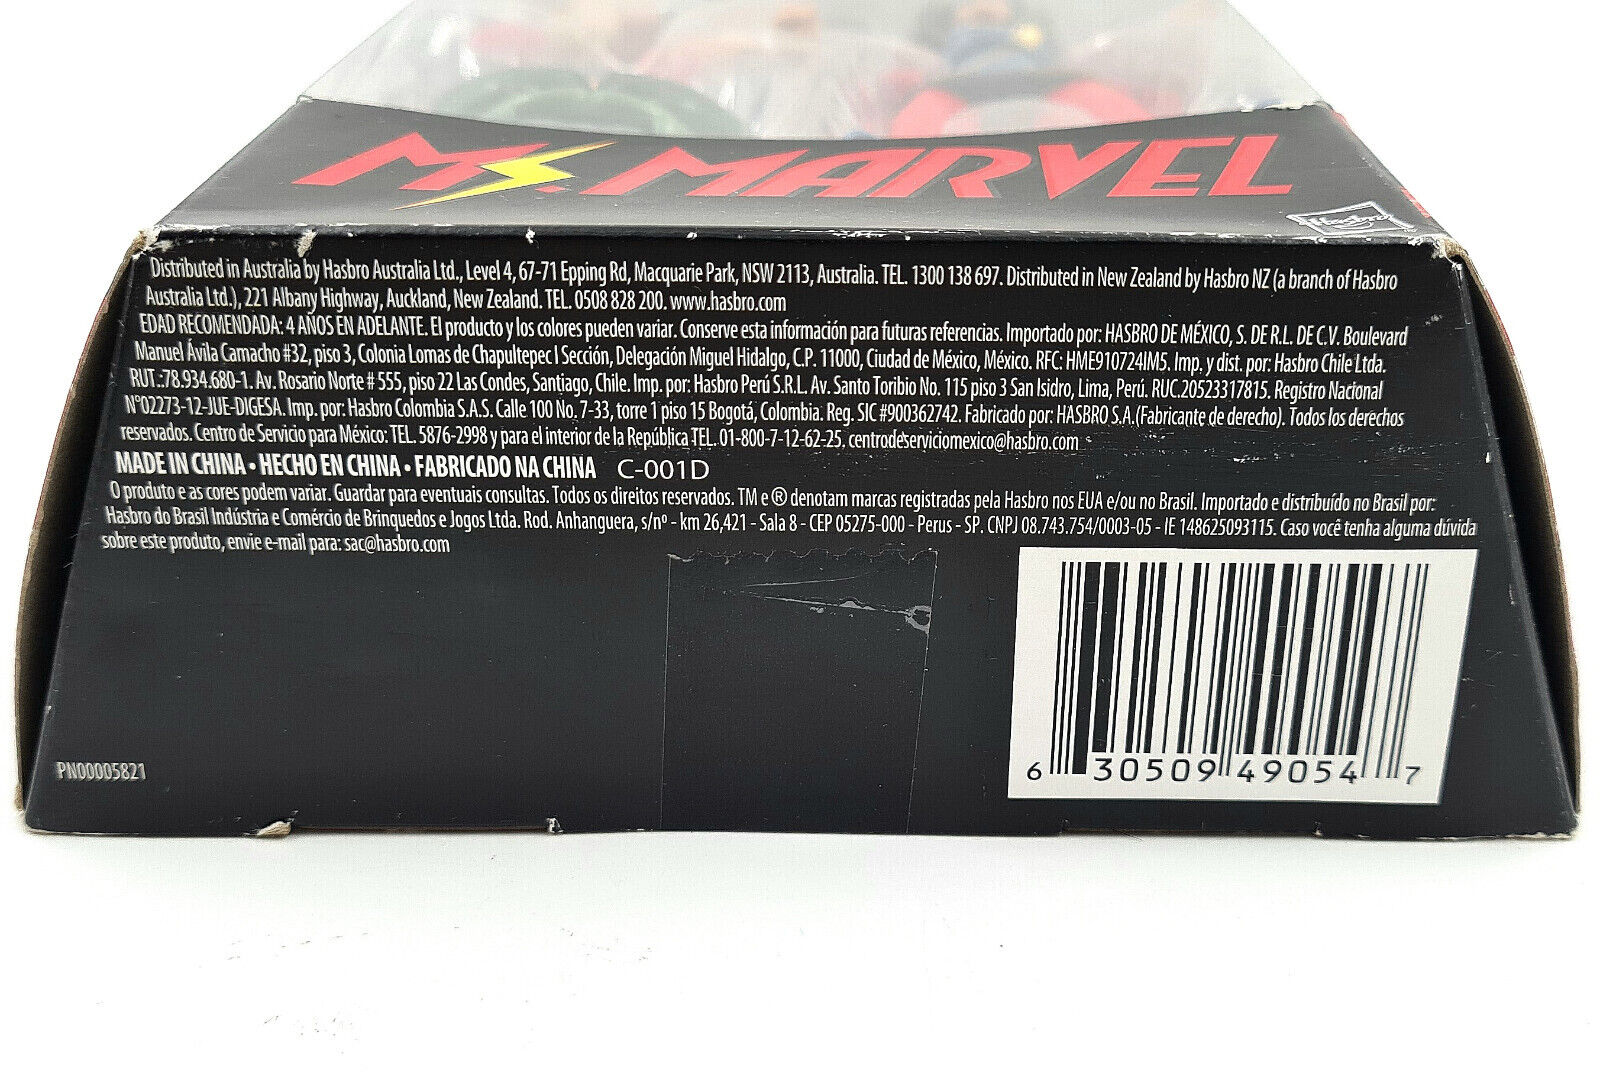 Ms. MARVEL
Hasbro
Distributed in Australia by Hasbro Australia Ltd., Level 4, 67-71 Epping Rd, Macquarie Park, NSW 2113, Australia. TEL. 1300 138 697. Distributed in New Zealand by Hasbro NZ (a branch of Hasbro
Australia Ltd.), 221 Albany Highway, Auckland, New Zealand. TEL. 0508 828 200. www.hasbro.com
EDAD RECOMENDADA: 4 AÑOS EN ADELANTE. El producto y los colores pueden variar. Conserve esta información para futuras referencias. Importado por: HASBRO DE MÉXICO, S. DE R.L. DE C.V. Boulevard
Manuel Ávila Camacho #32, piso 3, Colonia Lomas de Chapultepec I Sección, Delegación Miguel Hidalgo, C.P. 11000, Ciudad de México, México. RFC: HME910724IM5. Imp. y dist. por: Hasbro Chile Ltda.
RUT.:78.934.680-1. Av. Rosario Norte # 555, piso 22 Las Condes, Santiago, Chile. Imp. por: Hasbro Perú S.R.L. Av. Santo Toribio No. 115 piso 3 San Isidro, Lima, Perú. RUC.20523317815. Registro Nacional
N°02273-12-JUE-DIGESA. Imp. por: Hasbro Colombia S.A.S. Calle 100 No. 7-33, torre 1 piso 15 Bogotá, Colombia. Reg. SIC #900362742. Fabricado por: HASBRO S.A.(Fabricante de derecho). Todos los derechos
reservados. Centro de Servicio para México: TEL. 5876-2998 y para el interior de la República TEL. 01-800-7-12-62-25, centrodeserviciomexico@hasbro.com
MADE IN CHINA • HECHO EN CHINA • FABRICADO NA CHINA C-001D
O produto e as cores podem variar. Guardar para eventuais consultas. Todos os direitos reservados. TM e ® denotam marcas registradas pela Hasbro nos EUA e/ou no Brasil. Importado e distribuído no Brasil por:
Hasbro do Brasil Indústria e Comércio de Brinquedos e Jogos Ltda. Rod. Anhanguera, s/nº - km 26,421 - Sala 8 - CEP 05275-000 - Perus - SP. CNPJ 08.743.754/0003-05 - IE 148625093115. Caso você tenha alguma dúvida
sobre este produto, envie e-mail para: sac@hasbro.com
PN00005821
6 30509 49054 7